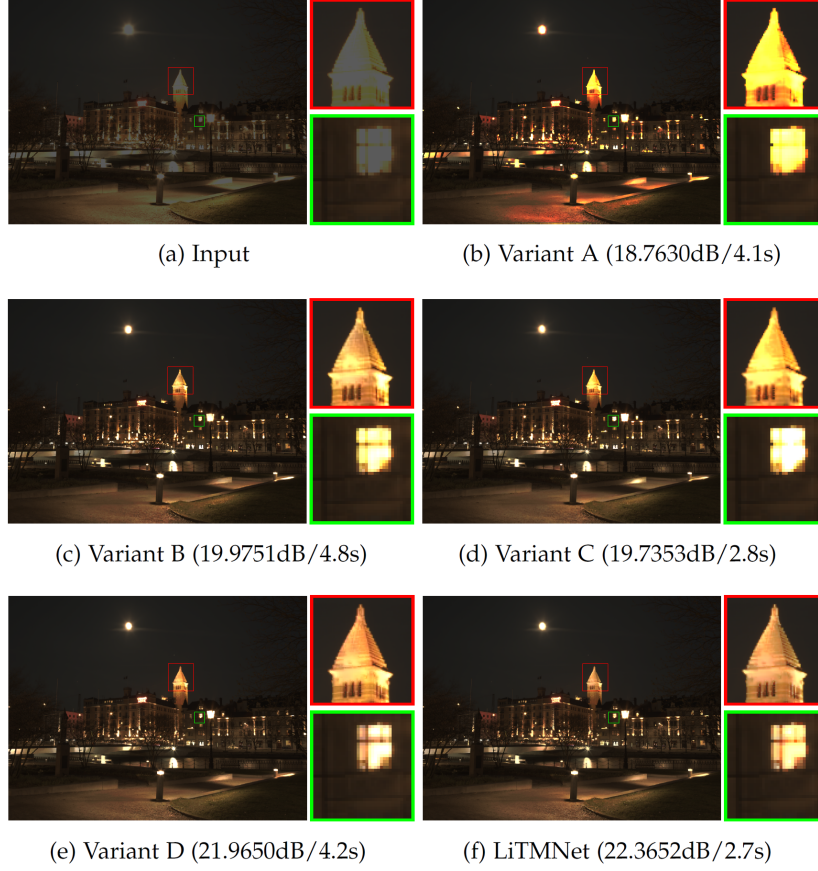 (a) Input
(b) Variant A (18.7630dB/4.1s)
(c) Variant B (19.9751dB/4.8s)
(d) Variant C (19.7353dB/2.8s)
(e) Variant D (21.9650dB/4.2s)
(f) LiTMNet (22.3652dB/2.7s)